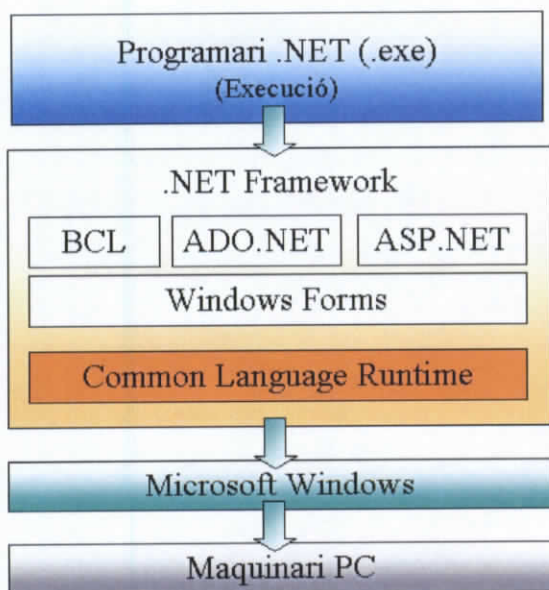 Programari .NET (.exe)
(Execució)
.NET Framework
BCL ADO.NET ASP.NET
Windows Forms
Common Language Runtime
Microsoft Windows
Maquinari PC